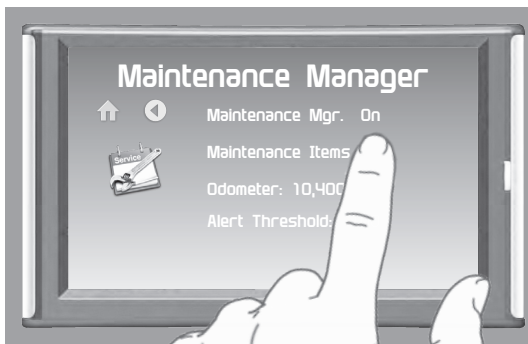 Maintenance Manager
Maintenance Mgr. On
Service
Maintenance Items
Odometer: 10,400
Alert Threshold: